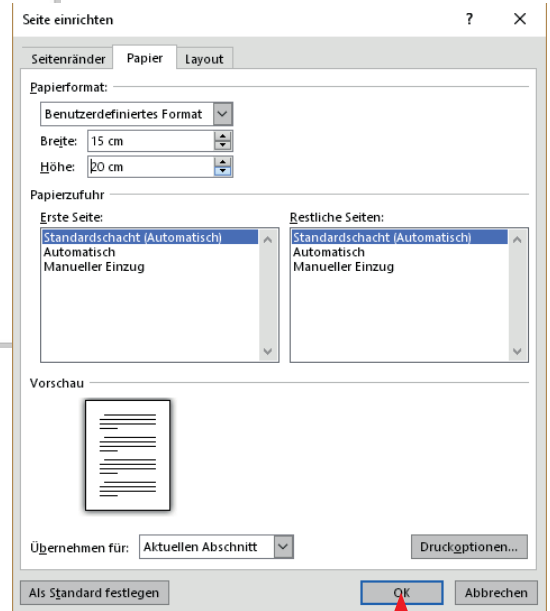 Seite einrichten ? ×
Seitenränder Papier Layout
Papierformat:
Benutzerdefiniertes Format
Breite: 15 cm
Höhe: 20 cm
Papierzufuhr
Erste Seite: Restliche Seiten:
Standardschacht (Automatisch) Standardschacht (Automatisch)
Automatisch Automatisch
Manueller Einzug Manueller Einzug
Vorschau
Übernehmen für: Aktuellen Abschnitt Druckoptionen...
Als Standard festlegen OK Abbrechen